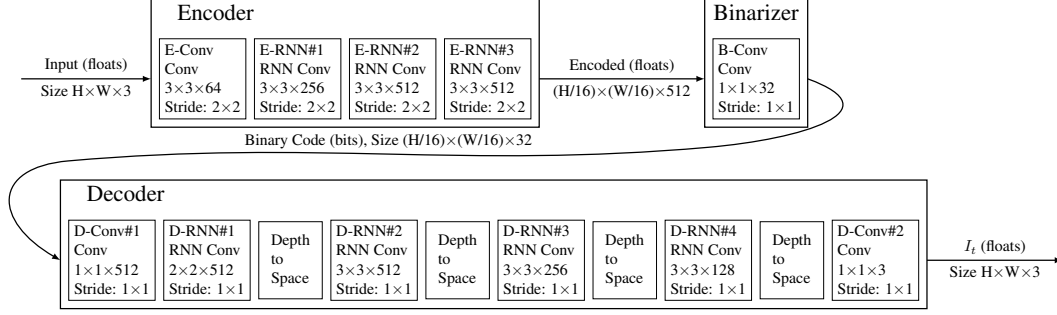 Encoder
E-Conv
Conv
3×3×64
Stride: 2×2
E-RNN#1
RNN Conv
3×3×256
Stride: 2×2
E-RNN#2
RNN Conv
3×3×512
Stride: 2×2
E-RNN#3
RNN Conv
3×3×512
Stride: 2×2
Binarizer
B-Conv
Conv
1×1×32
Stride: 1×1
Input (floats)
Size H×W×3
Encoded (floats)
(H/16)×(W/16)×512
Binary Code (bits), Size (H/16)×(W/16)×32
Decoder
D-Conv#1
Conv
1×1×512
Stride: 1×1
D-RNN#1
RNN Conv
2×2×512
Stride: 1×1
Depth
to
Space
D-RNN#2
RNN Conv
3×3×512
Stride: 1×1
Depth
to
Space
D-RNN#3
RNN Conv
3×3×256
Stride: 1×1
Depth
to
Space
D-RNN#4
RNN Conv
3×3×128
Stride: 1×1
Depth
to
Space
D-Conv#2
Conv
1×1×3
Stride: 1×1
I_t (floats)
Size H×W×3